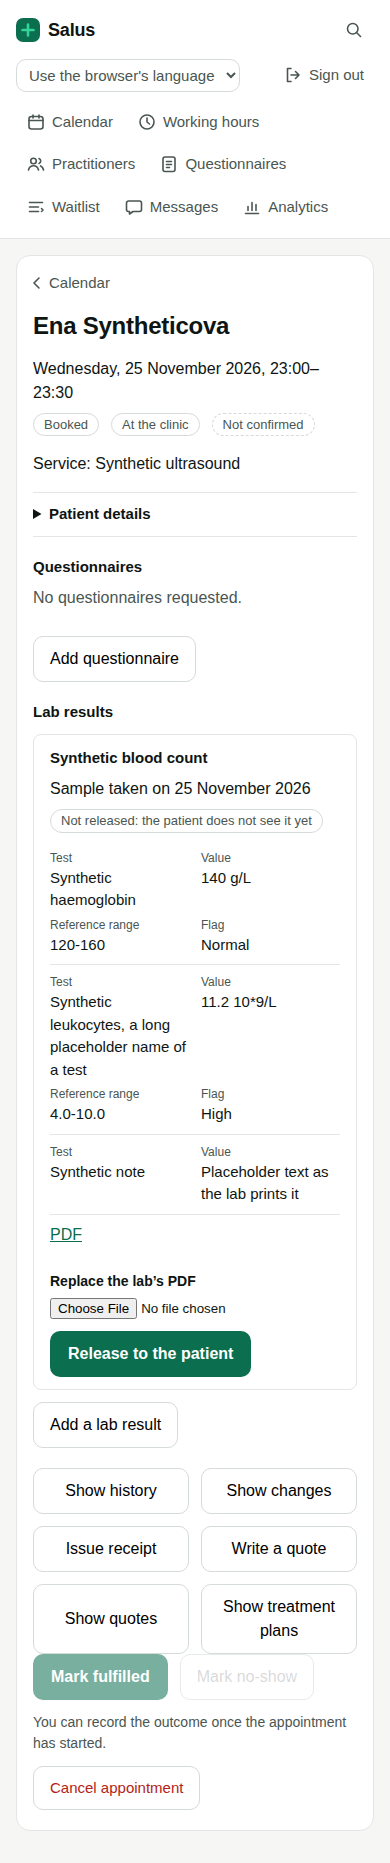 Salus
Use the browser's language
Sign out
Calendar
Working hours
Practitioners
Questionnaires
Waitlist
Messages
Analytics
Calendar
Ena Syntheticova
Wednesday, 25 November 2026, 23:00–
23:30
Booked
At the clinic
Not confirmed
Service: Synthetic ultrasound
Patient details
Questionnaires
No questionnaires requested.
Add questionnaire
Lab results
Synthetic blood count
Sample taken on 25 November 2026
Not released: the patient does not see it yet
Test
Value
Synthetic
haemoglobin
140 g/L
Reference range
Flag
120-160
Normal
Test
Value
Synthetic
leukocytes, a long
placeholder name of
a test
11.2 10*9/L
Reference range
Flag
4.0-10.0
High
Test
Value
Synthetic note
Placeholder text as
the lab prints it
PDF
Replace the lab’s PDF
Choose File No file chosen
Release to the patient
Add a lab result
Show history
Show changes
Issue receipt
Write a quote
Show quotes
Show treatment
plans
Mark fulfilled
Mark no-show
You can record the outcome once the appointment
has started.
Cancel appointment